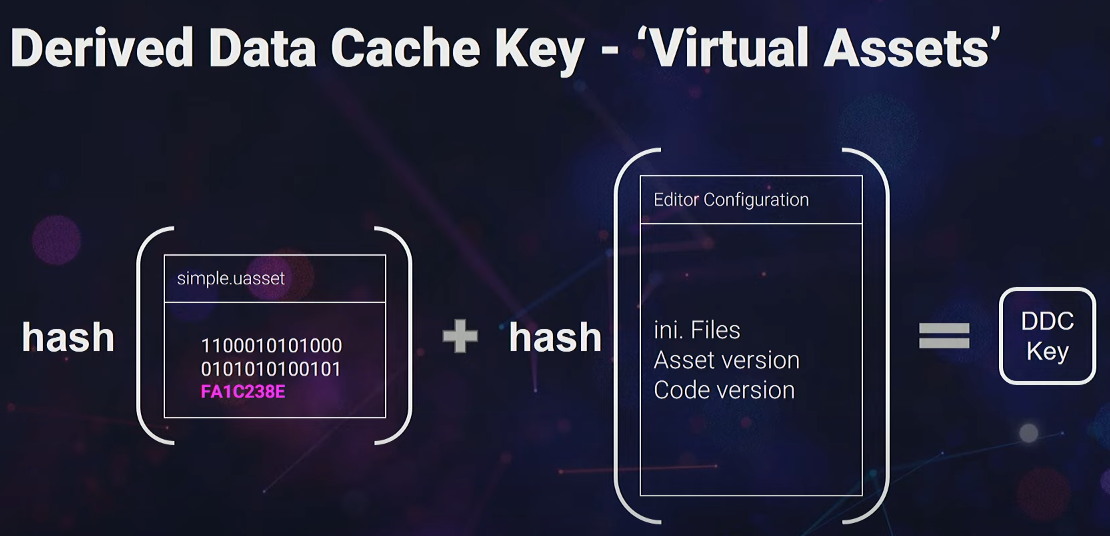 Derived Data Cache Key - ‘Virtual Assets’
hash
simple.uasset
1100010101000
0101010100101
FA1C238E
+
hash
Editor Configuration
ini. Files
Asset version
Code version
=
DDC
Key